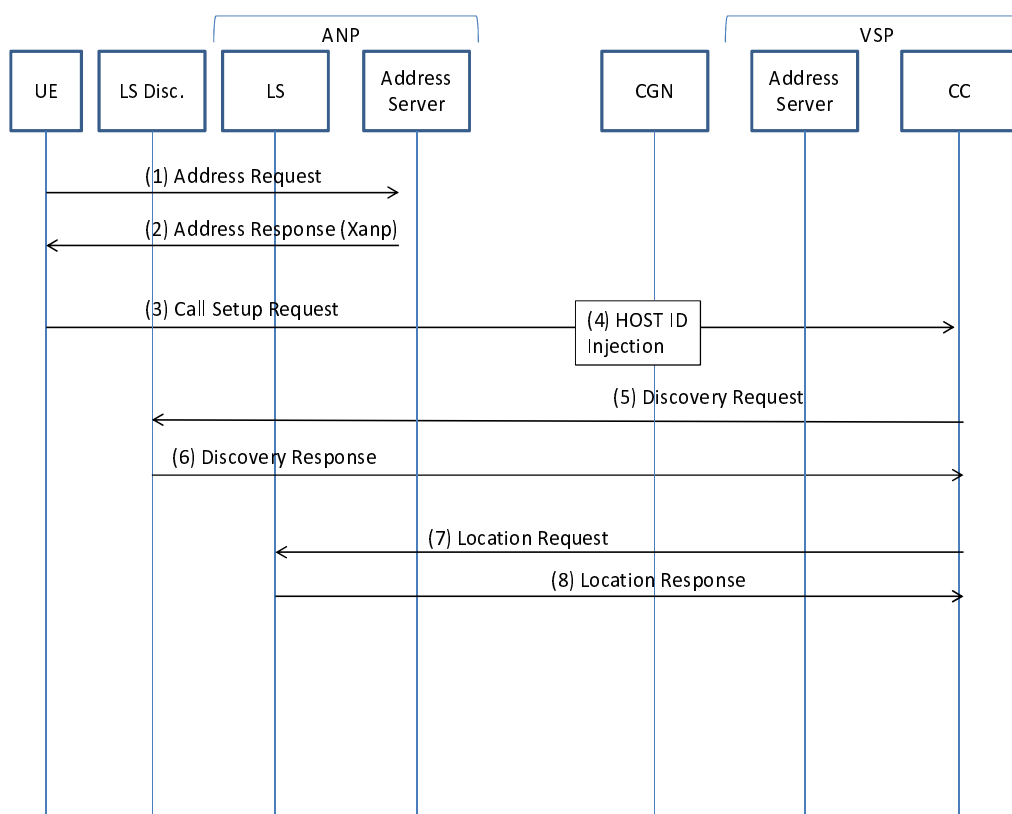 ANP
VSP
UE
LS Disc.
LS
Address
Server
CGN
Address
Server
CC
(1) Address Request
(2) Address Response (Xanp)
(3) Call Setup Request
(4) HOST ID
Injection
(5) Discovery Request
(6) Discovery Response
(7) Location Request
(8) Location Response